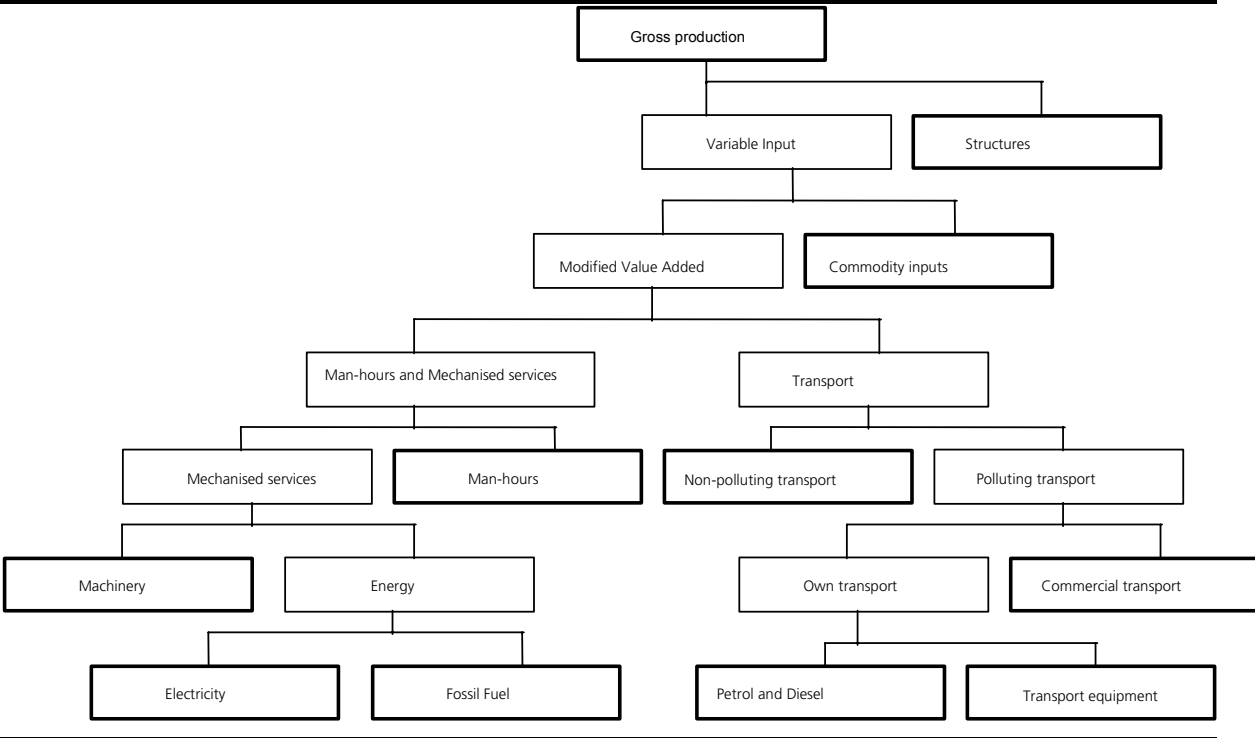 Gross production
Variable Input
Structures
Modified Value Added
Commodity inputs
Man-hours and Mechanised services
Transport
Mechanised services
Man-hours
Non-polluting transport
Polluting transport
Machinery
Energy
Own transport
Commercial transport
Electricity
Fossil Fuel
Petrol and Diesel
Transport equipment